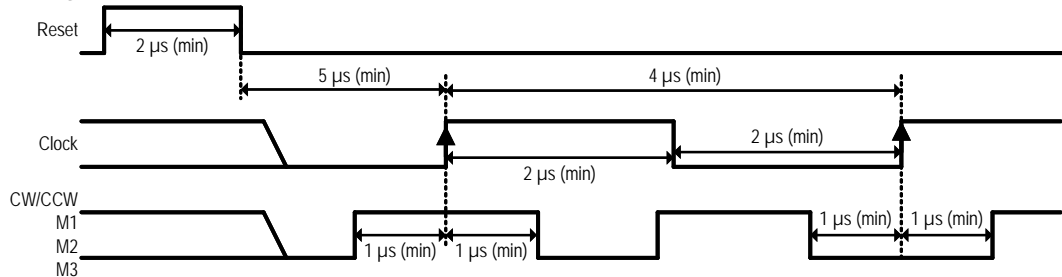 Reset
2 µs (min)
5 µs (min)
4 µs (min)
Clock
2 µs (min)
2 µs (min)
CW/CCW
M1
M2
M3
1 µs (min)
1 µs (min)
1 µs (min)
1 µs (min)